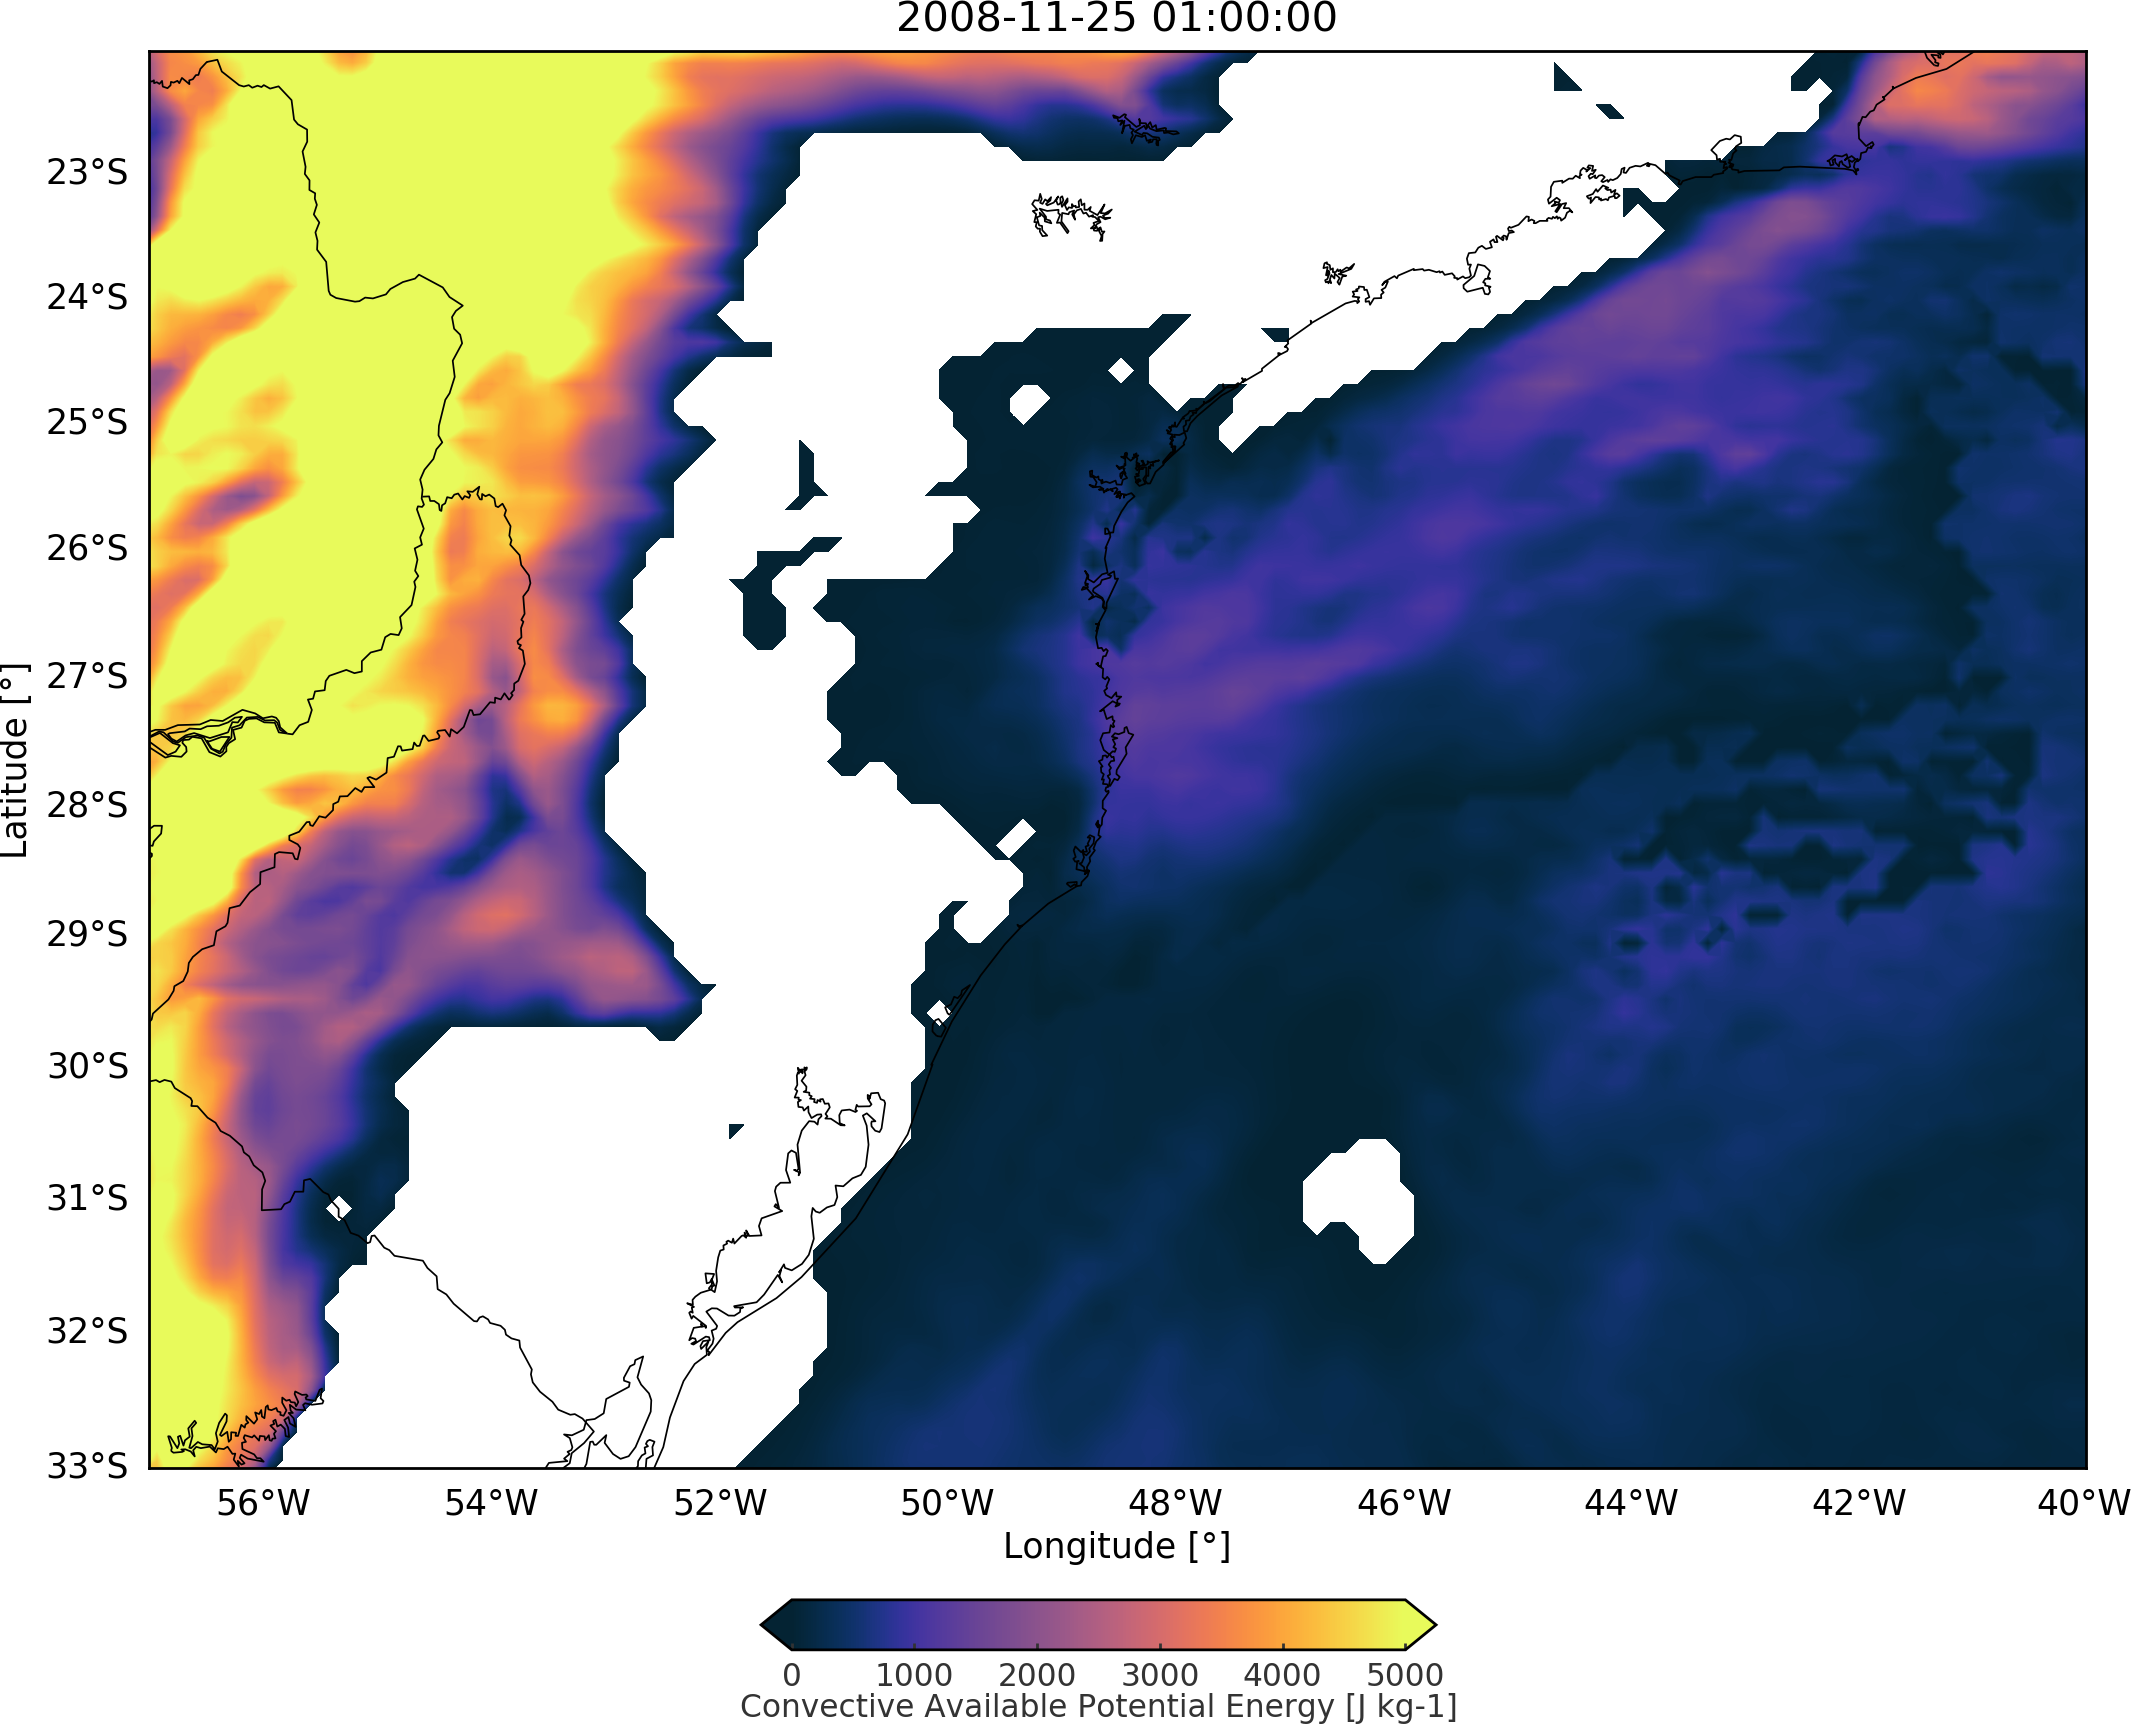 2008-11-25 01:00:00
23°S
24°S
25°S
26°S
27°S
28°S
29°S
30°S
31°S
32°S
33°S
Latitude [°]
56°W 54°W 52°W 50°W 48°W 46°W 44°W 42°W 40°W
Longitude [°]
0 1000 2000 3000 4000 5000
Convective Available Potential Energy [J kg-1]